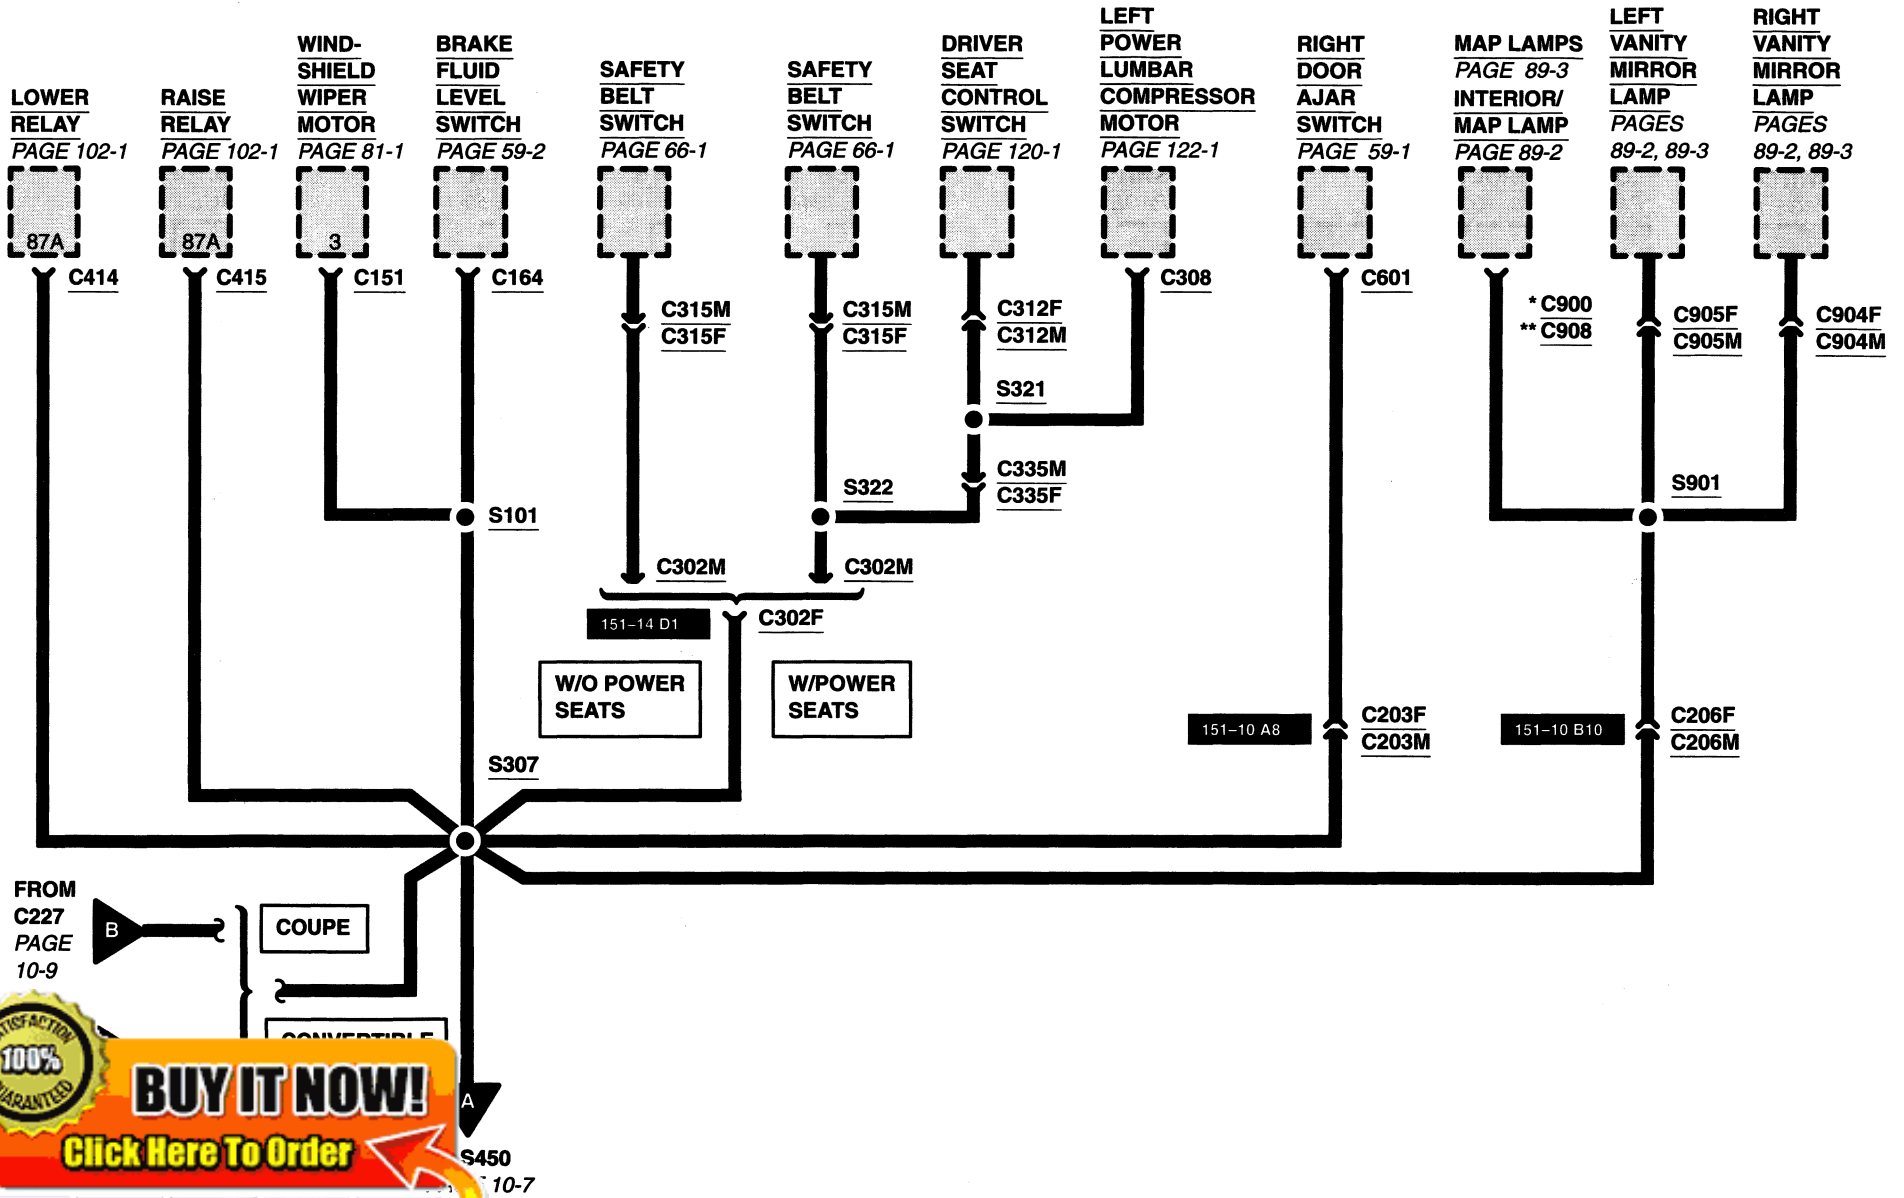 LOWER
RELAY
PAGE 102-1
87A
C414
RAISE
RELAY
PAGE 102-1
87A
C415
WIND-
SHIELD
WIPER
MOTOR
PAGE 81-1
3
C151
BRAKE
FLUID
LEVEL
SWITCH
PAGE 59-2
C164
SAFETY
BELT
SWITCH
PAGE 66-1
C315M
C315F
SAFETY
BELT
SWITCH
PAGE 66-1
C315M
C315F
DRIVER
SEAT
CONTROL
SWITCH
PAGE 120-1
C312F
C312M
LEFT
POWER
LUMBAR
COMPRESSOR
MOTOR
PAGE 122-1
C308
RIGHT
DOOR
AJAR
SWITCH
PAGE 59-1
C601
MAP LAMPS
PAGE 89-3
INTERIOR/
MAP LAMP
PAGE 89-2
* C900
** C908
LEFT
VANITY
MIRROR
LAMP
PAGES
89-2, 89-3
C905F
C905M
RIGHT
VANITY
MIRROR
LAMP
PAGES
89-2, 89-3
C904F
C904M
S321
C335M
C335F
S322
S901
S101
C302M
C302M
151-14 D1
C302F
W/O POWER
SEATS
W/POWER
SEATS
151-10 A8
C203F
C203M
151-10 B10
C206F
C206M
S307
FROM
C227
PAGE
10-9
B
COUPE
CONVERTIBLE
100%
BUY IT NOW!
Click Here To Order
A
S450
10-7